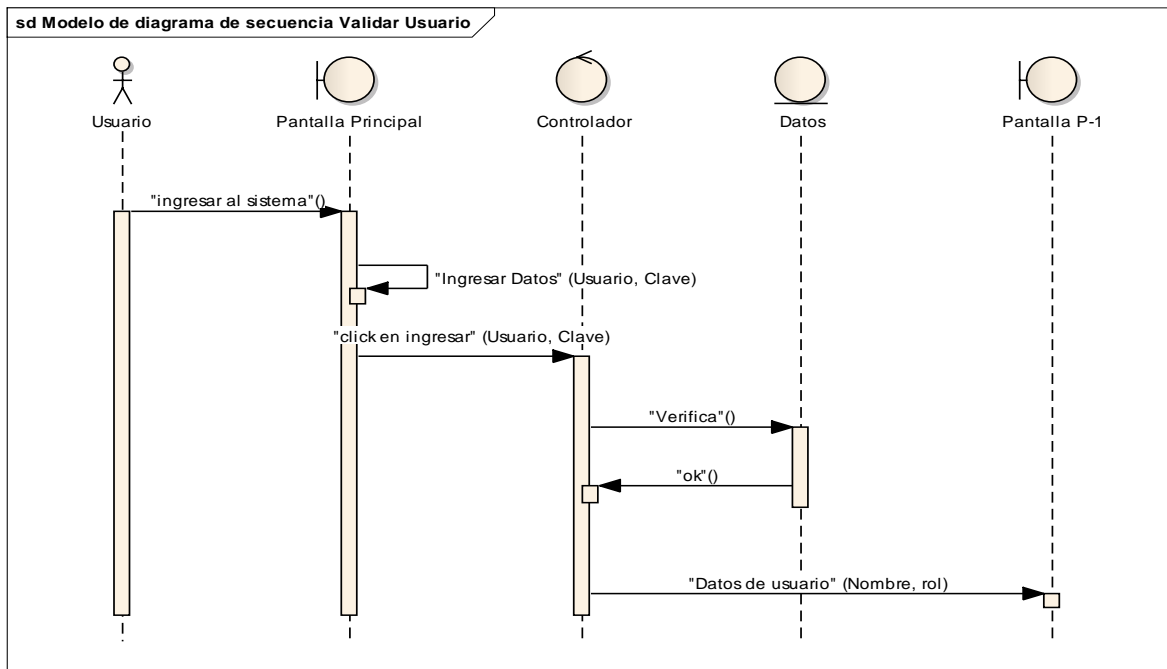 sd Modelo de diagrama de secuencia Validar Usuario
Usuario
Pantalla Principal
Controlador
Datos
Pantalla P-1
"ingresar al sistema"()
"Ingresar Datos" (Usuario, Clave)
"click en ingresar" (Usuario, Clave)
"Verifica"()
"ok"()
"Datos de usuario" (Nombre, rol)